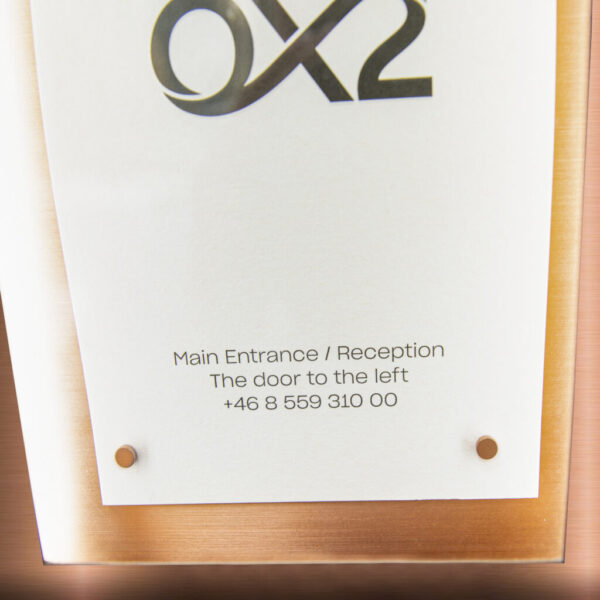 OX2
Main Entrance / Reception
The door to the left
+46 8 559 310 00